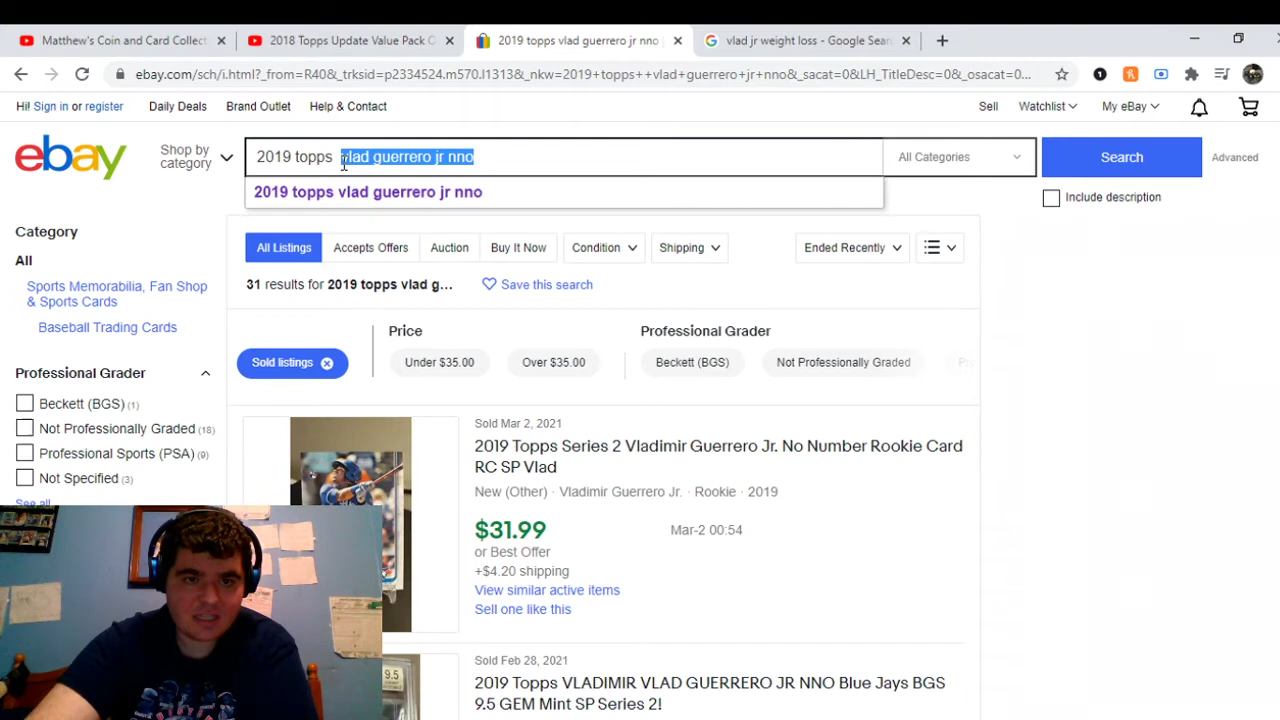 Matthew's Coin and Card Collect
2018 Topps Update Value Pack O
2019 topps vlad guerrero jr nno
vlad jr weight loss - Google Sear
ebay.com/sch/i.html?_from=R40&_trksid=p2334524.m570.l1313&_nkw=2019+topps++vlad+guerrero+jr+nno&_sacat=0&LH_TitleDesc=0&_osacat=0...
Hi! Sign in or register
Daily Deals
Brand Outlet
Help & Contact
Sell
Watchlist
My eBay
ebay
Shop by
category
2019 topps vlad guerrero jr nno
All Categories
Search
Advanced
2019 topps vlad guerrero jr nno
Include description
Category
All
Sports Memorabilia, Fan Shop
& Sports Cards
Baseball Trading Cards
Professional Grader
Beckett (BGS) (1)
Not Professionally Graded (18)
Professional Sports (PSA) (9)
Not Specified (3)
See all
All Listings
Accepts Offers
Auction
Buy It Now
Condition
Shipping
Ended Recently
31 results for 2019 topps vlad g...
Save this search
Sold listings
Price
Under $35.00
Over $35.00
Professional Grader
Beckett (BGS)
Not Professionally Graded
Sold Mar 2, 2021
2019 Topps Series 2 Vladimir Guerrero Jr. No Number Rookie Card
RC SP Vlad
New (Other) · Vladimir Guerrero Jr. · Rookie · 2019
$31.99
Mar-2 00:54
or Best Offer
+$4.20 shipping
View similar active items
Sell one like this
Sold Feb 28, 2021
2019 Topps VLADIMIR VLAD GUERRERO JR NNO Blue Jays BGS
9.5 GEM Mint SP Series 2!
9.5